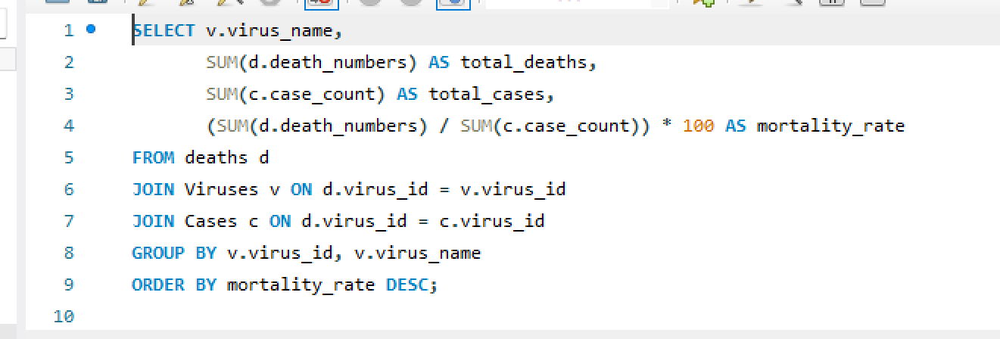 1 SELECT v.virus_name,
2 SUM(d.death_numbers) AS total_deaths,
3 SUM(c.case_count) AS total_cases,
4 (SUM(d.death_numbers) / SUM(c.case_count)) * 100 AS mortality_rate
5 FROM deaths d
6 JOIN Viruses v ON d.virus_id = v.virus_id
7 JOIN Cases c ON d.virus_id = c.virus_id
8 GROUP BY v.virus_id, v.virus_name
9 ORDER BY mortality_rate DESC;
10